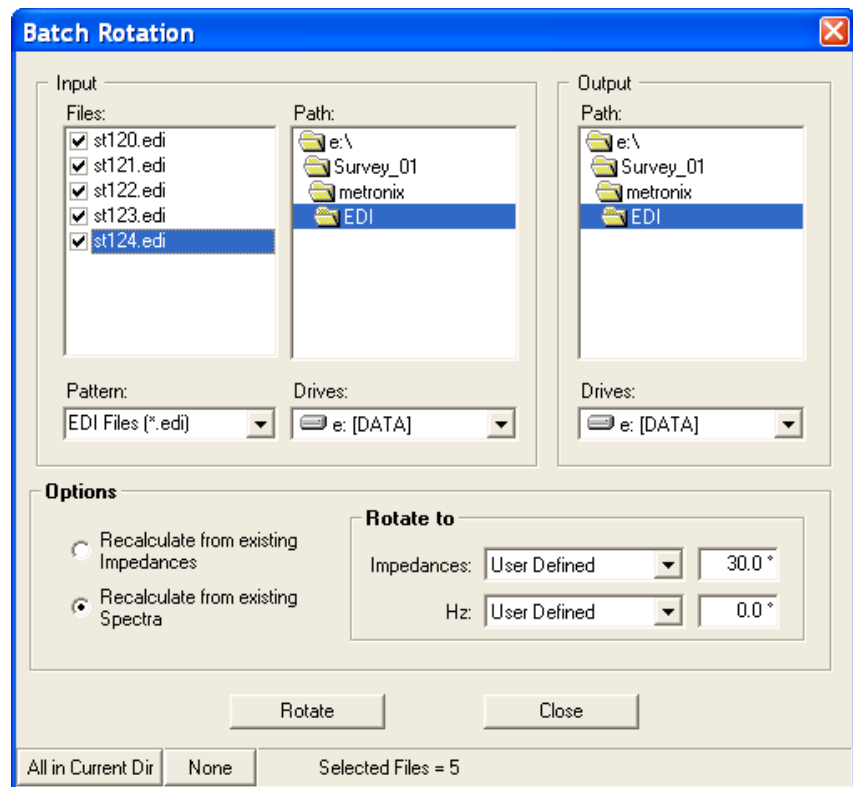 Batch Rotation
Input
Files:
st120.edi
st121.edi
st122.edi
st123.edi
st124.edi
Path:
e:\
Survey_01
metronix
EDI
Pattern:
EDI Files (*.edi)
Drives:
e: [DATA]
Output
Path:
e:\
Survey_01
metronix
EDI
Drives:
e: [DATA]
Options
Recalculate from existing
Impedances
Recalculate from existing
Spectra
Rotate to
Impedances: User Defined 30.0 °
Hz: User Defined 0.0 °
Rotate
Close
All in Current Dir
None
Selected Files = 5